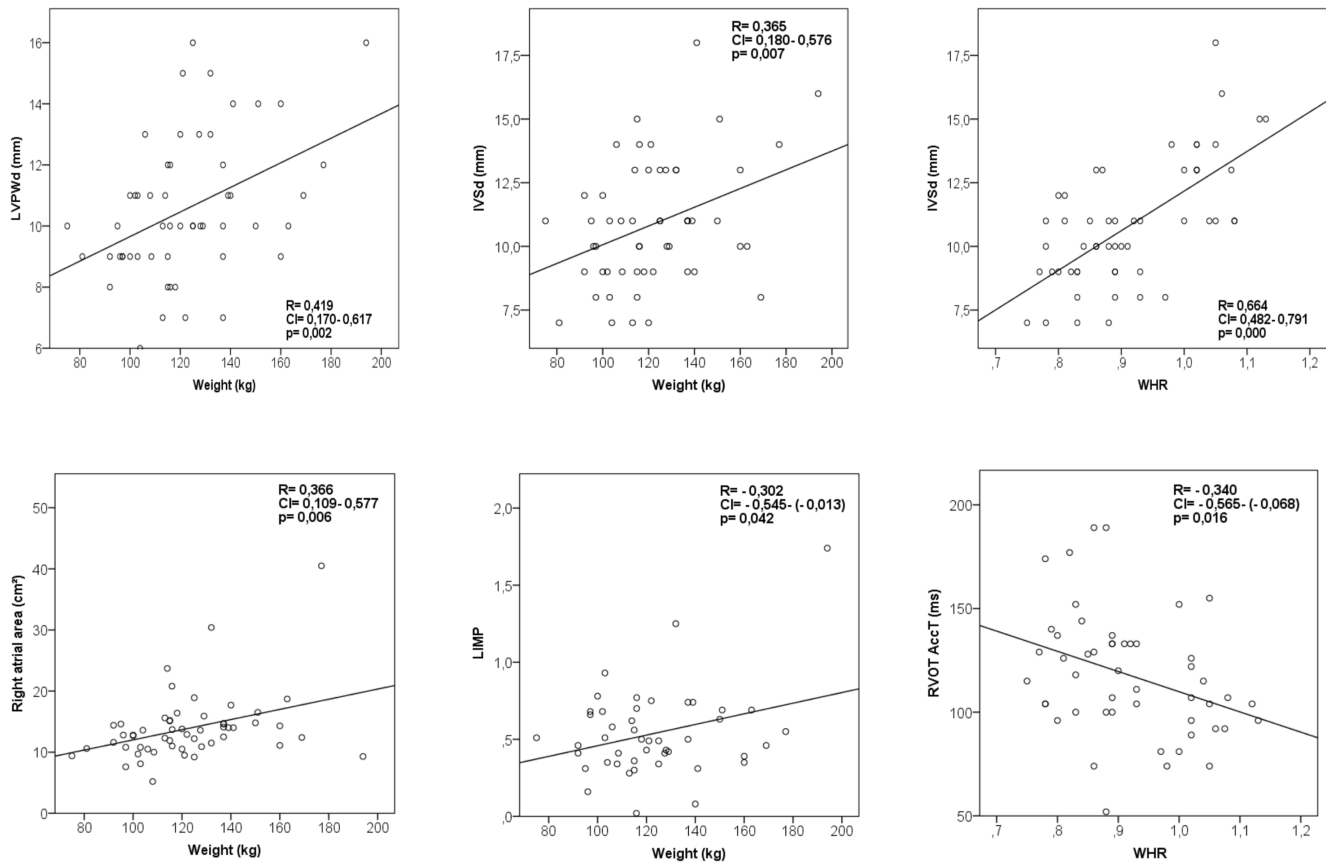 16
14
12
10
8
6
LVPWd (mm)
R= 0,419
CI= 0,170- 0,617
p= 0,002
80 100 120 140 160 180 200
Weight (kg)
17,5
15,0
12,5
10,0
7,5
IVSd (mm)
R= 0,365
CI= 0,180- 0,576
p= 0,007
80 100 120 140 160 180 200
Weight (kg)
17,5
15,0
12,5
10,0
7,5
IVSd (mm)
R= 0,664
CI= 0,482- 0,791
p= 0,000
,7 ,8 ,9 1,0 1,1 1,2
WHR
50
40
30
20
10
0
Right atrial area (cm²)
R= 0,366
CI= 0,109- 0,577
p= 0,006
80 100 120 140 160 180 200
Weight (kg)
2,0
1,5
1,0
,5
,0
LIMP
R= - 0,302
CI= - 0,545- (- 0,013)
p= 0,042
80 100 120 140 160 180 200
Weight (kg)
200
150
100
50
RVOT AccT (ms)
R= - 0,340
CI= - 0,565- (- 0,068)
p= 0,016
,7 ,8 ,9 1,0 1,1 1,2
WHR